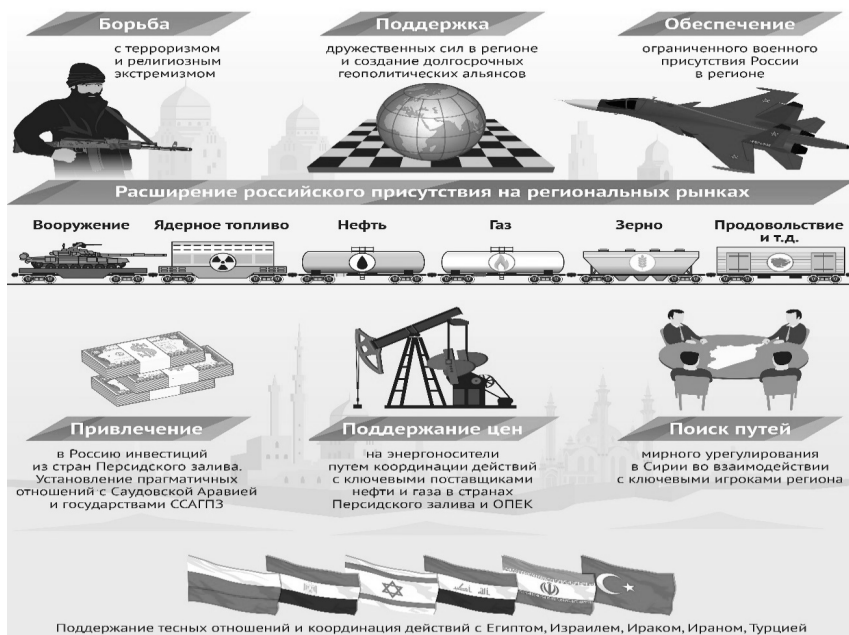 Борьба
с терроризмом
и религиозным
экстремизмом
Поддержка
дружественных сил в регионе
и создание долгосрочных
геополитических альянсов
Обеспечение
ограниченного военного
присутствия России
в регионе
Расширение российского присутствия на региональных рынках
Вооружение
Ядерное топливо
Нефть
Газ
Зерно
Продовольствие
и т.д.
Привлечение
в Россию инвестиций
из стран Персидского залива.
Установление прагматичных
отношений с Саудовской Аравией
и государствами ССАГПЗ
Поддержание цен
на энергоносители
путем координации действий
с ключевыми поставщиками
нефти и газа в странах
Персидского залива и ОПЕК
Поиск путей
мирного урегулирования
в Сирии во взаимодействии
с ключевыми игроками региона
Поддержание тесных отношений и координация действий с Египтом, Израилем, Ираком, Ираном, Турцией